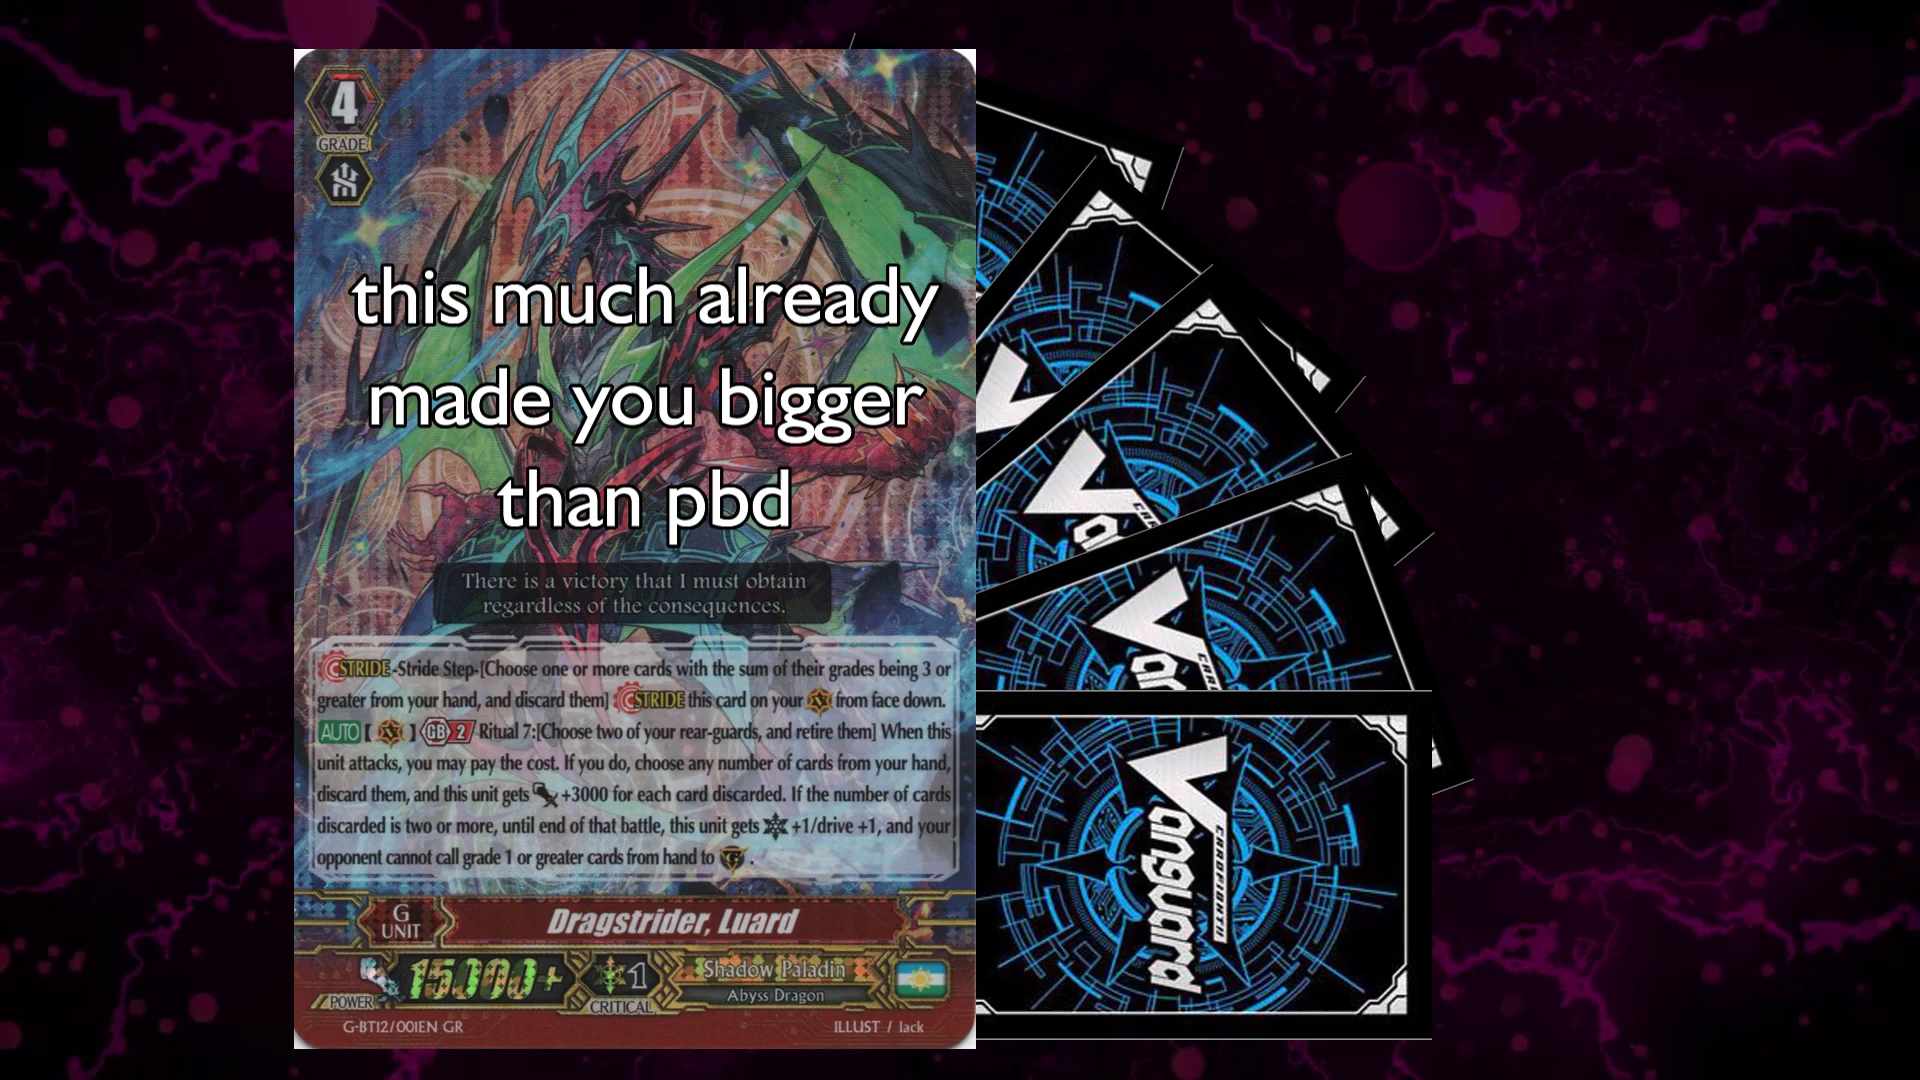 4
GRADE
this much already
made you bigger
than pbd
There is a victory that I must obtain
regardless of the consequences.
STRIDE-Stride Step-[Choose one or more cards with the sum of their grades being 3 or
greater from your hand, and discard them] STRIDE this card on your V from face down.
AUTO【 V 】 GB 2 Ritual 7:[Choose two of your rear-guards, and retire them] When this
unit attacks, you may pay the cost. If you do, choose any number of cards from your hand,
discard them, and this unit gets +3000 for each card discarded. If the number of cards
discarded is two or more, until end of that battle, this unit gets +1/drive +1, and your
opponent cannot call grade 1 or greater cards from hand to G .
G
UNIT
Dragstrider, Luard
POWER
15000+
1
CRITICAL
Shadow Paladin
Abyss Dragon
G-BT12/001EN GR
ILLUST / lack
CARDFIGHT!!
Vanguard